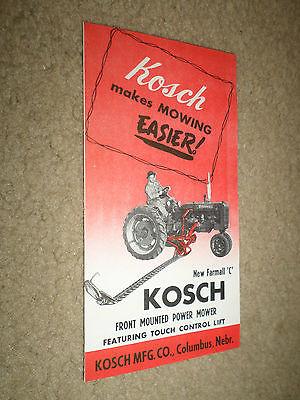 Kosch
makes MOWING
EASIER!
New Farmall 'C'
KOSCH
FRONT MOUNTED POWER MOWER
FEATURING TOUCH CONTROL LIFT
KOSCH MFG. CO., Columbus, Nebr.